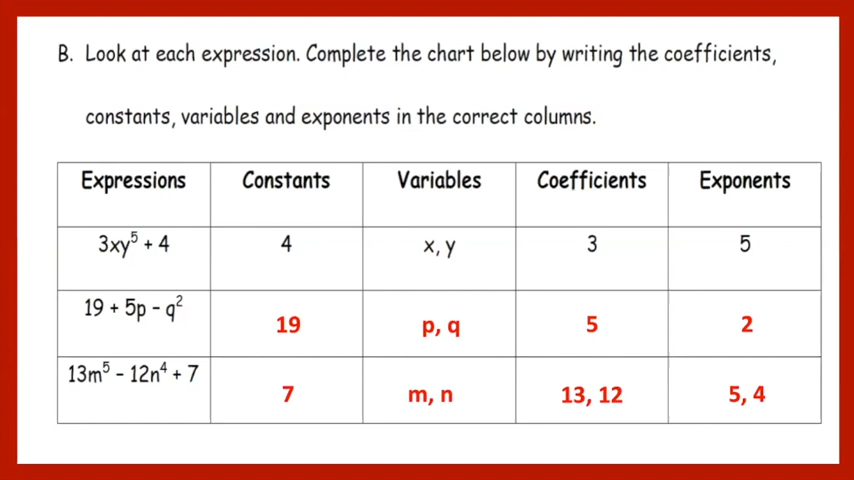 B. Look at each expression. Complete the chart below by writing the coefficients,
constants, variables and exponents in the correct columns.
Expressions Constants Variables Coefficients Exponents
3xy⁵ + 4 4 x, y 3 5
19 + 5p – q² 19 p, q 5 2
13m⁵ – 12n⁴ + 7 7 m, n 13, 12 5, 4